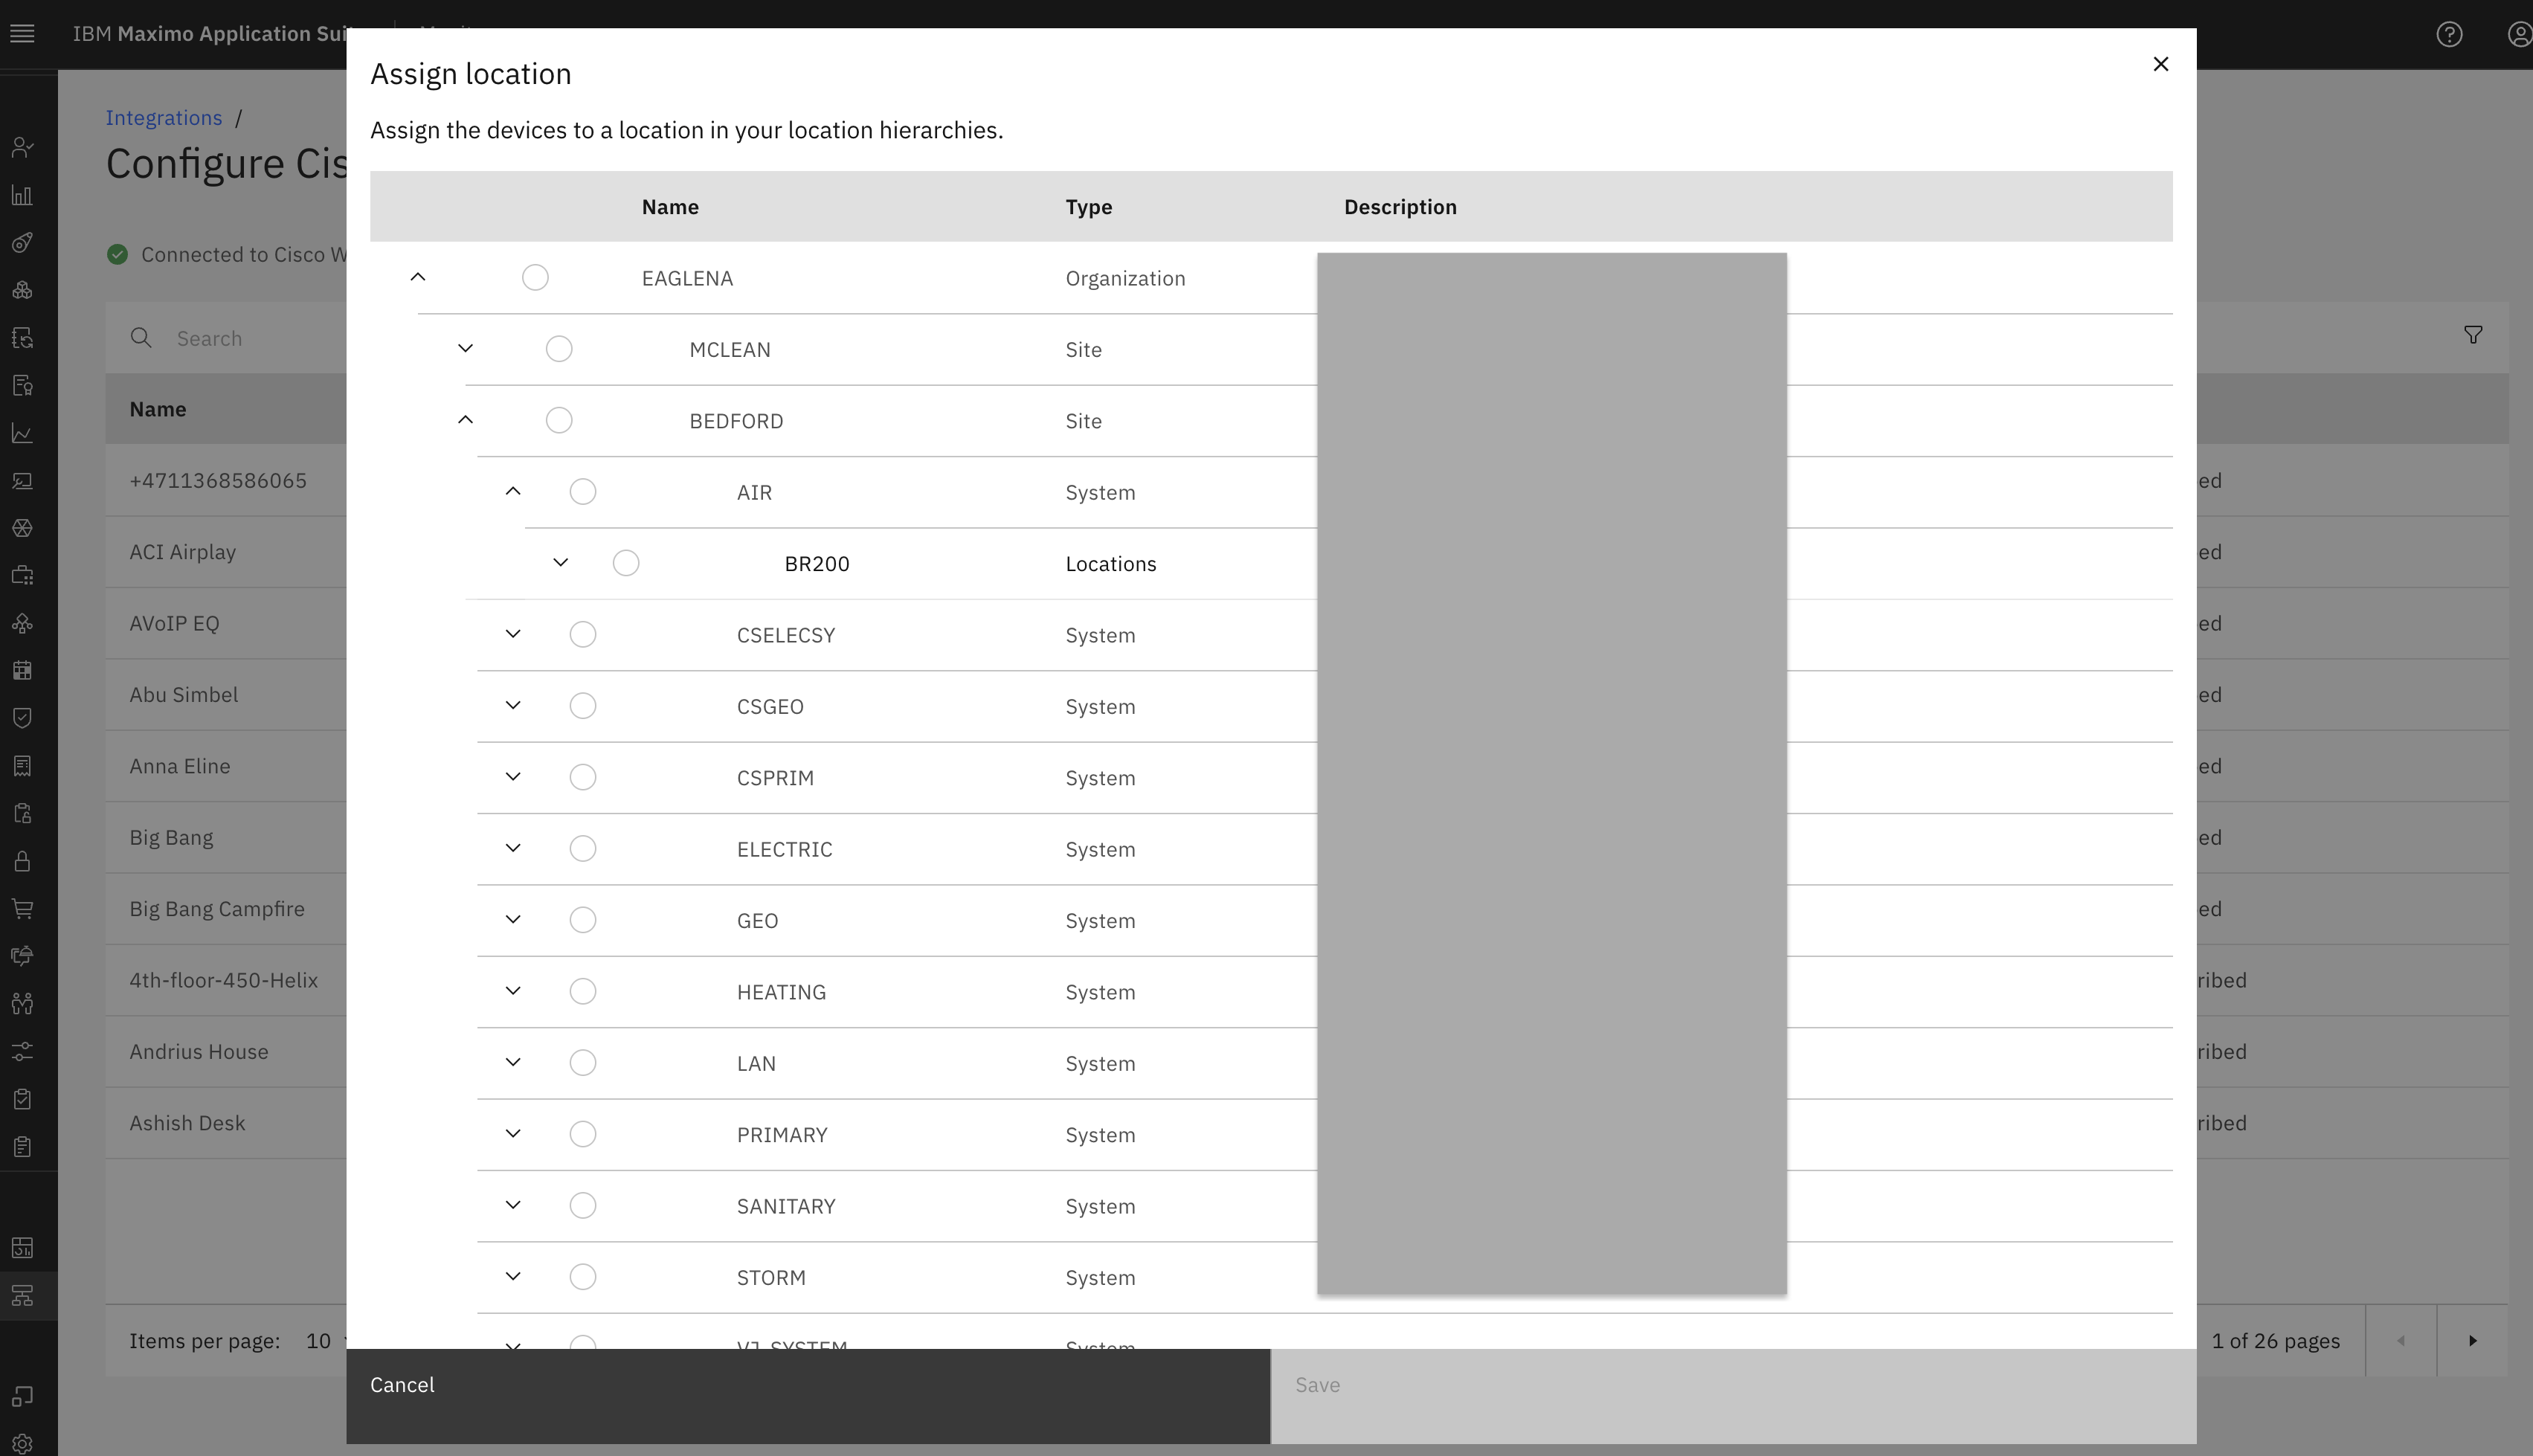 IBM Maximo Application Sui
Assign location
Assign the devices to a location in your location hierarchies.
Integrations /
Configure Cis
Connected to Cisco W
Search
Name
+4711368586065
ACI Airplay
AVoIP EQ
Abu Simbel
Anna Eline
Big Bang
Big Bang Campfire
4th-floor-450-Helix
Andrius House
Ashish Desk
Items per page: 10
Name Type Description
EAGLENA Organization
MCLEAN Site
BEDFORD Site
AIR System
BR200 Locations
CSELECSY System
CSGEO System
CSPRIM System
ELECTRIC System
GEO System
HEATING System
LAN System
PRIMARY System
SANITARY System
STORM System
VJ SYSTEM System
Cancel Save
ed
ed
ed
ed
ed
ed
ed
ribed
ribed
ribed
1 of 26 pages